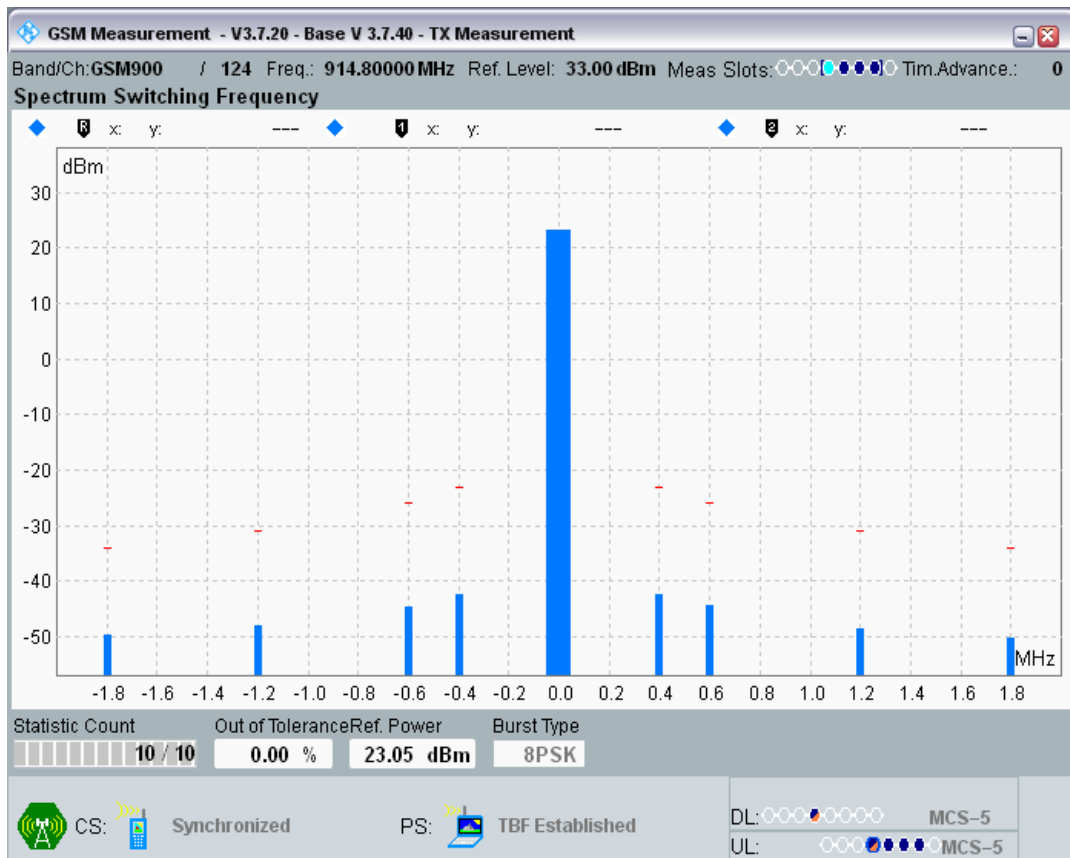 GSM Measurement - V3.7.20 - Base V 3.7.40 - TX Measurement
Band/Ch:GSM900 / 124 Freq.: 914.80000 MHz Ref. Level: 33.00 dBm Meas Slots: Tim.Advance.: 0
Spectrum Switching Frequency
R x: y: --- 1 x: y: --- 2 x: y: ---
dBm
30
20
10
0
-10
-20
-30
-40
-50
MHz
-1.8 -1.6 -1.4 -1.2 -1.0 -0.8 -0.6 -0.4 -0.2 0.0 0.2 0.4 0.6 0.8 1.0 1.2 1.4 1.6 1.8
Statistic Count Out of Tolerance Ref. Power Burst Type
10 / 10 0.00 % 23.05 dBm 8PSK
CS: Synchronized PS: TBF Established DL: MCS-5
UL: MCS-5